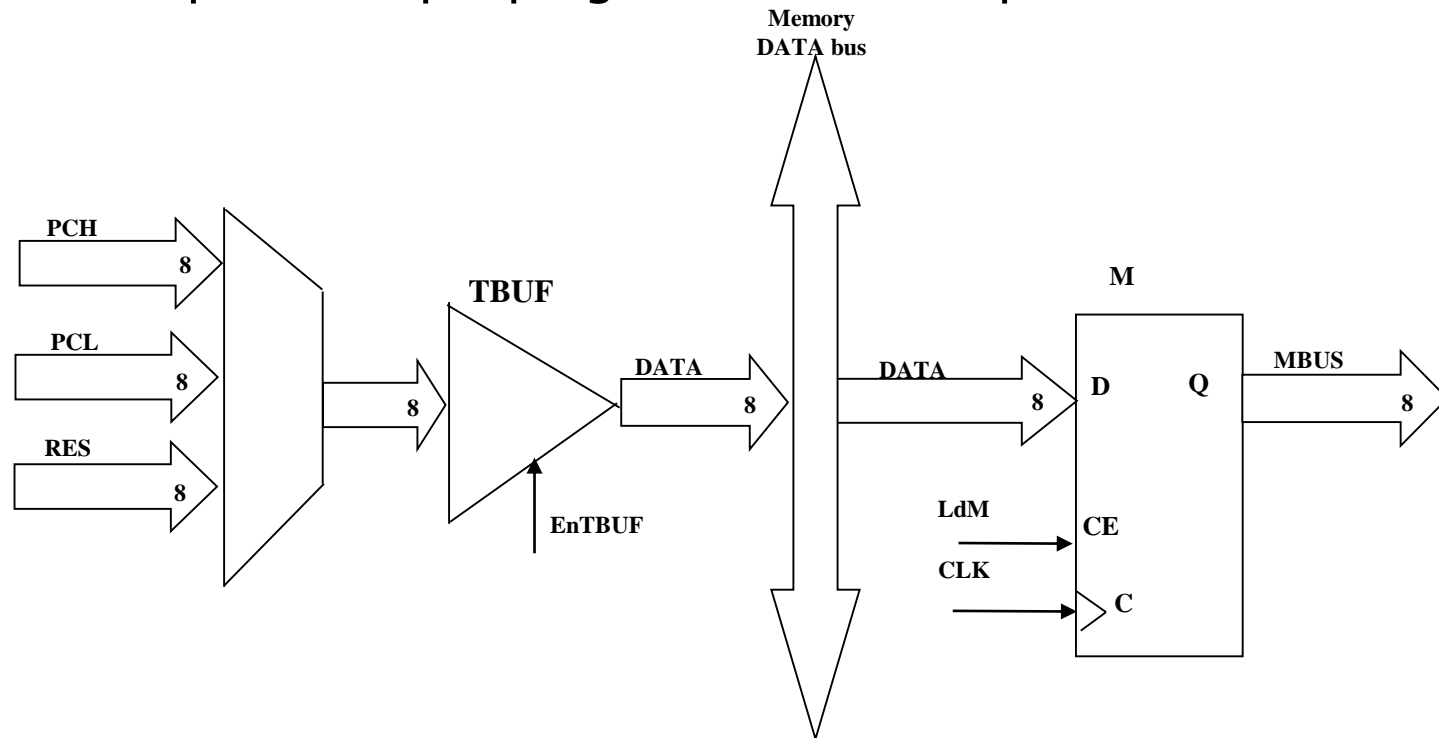 Memory
DATA bus
PCH
8
PCL
8
RES
8
8
TBUF
EnTBUF
DATA
8
DATA
8
M
D
Q
LdM
CE
CLK
C
MBUS
8